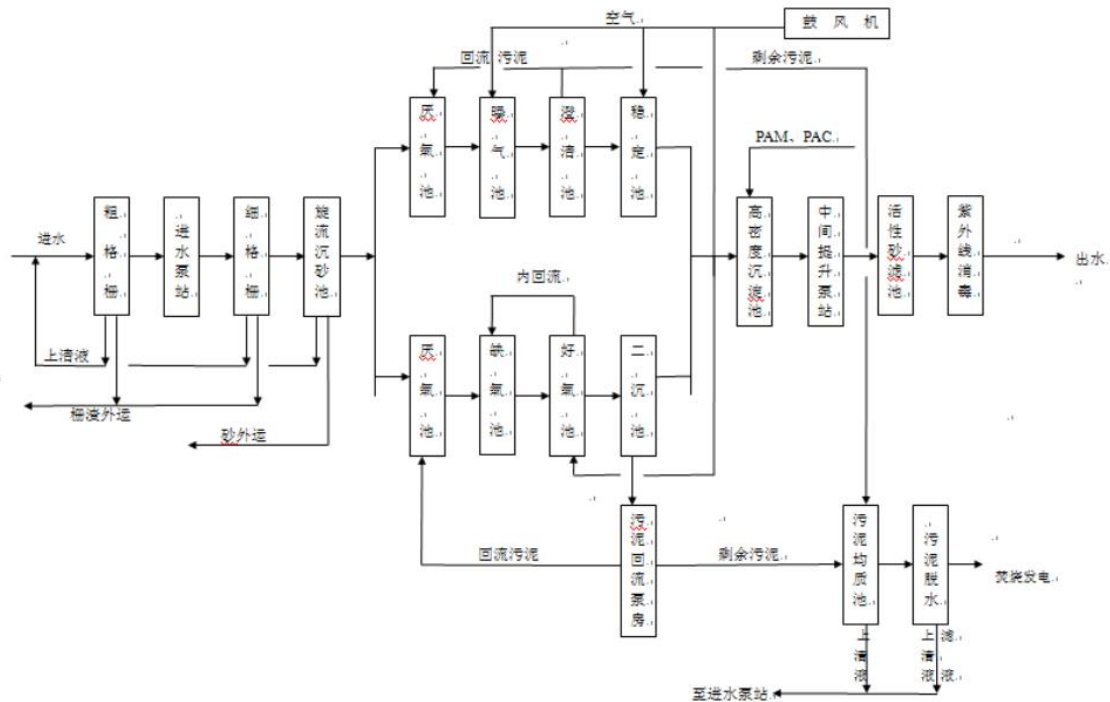 空气
鼓 风 机
回流 污泥
剩余污泥
厌氧池
曝气池
澄清池
稳定池
PAM、PAC
粗格栅
进水泵站
细格栅
旋流沉砂池
高密度沉淀池
中间提升泵站
活性砂滤池
紫外线消毒
进水
出水
内回流
上清液
厌氧池
缺氧池
好氧池
二沉池
栅渣外运
砂外运
污泥回流泵房
回流污泥
剩余污泥
污泥均质池
污泥脱水
焚烧发电
上清液
上清液
滤液
至进水泵站